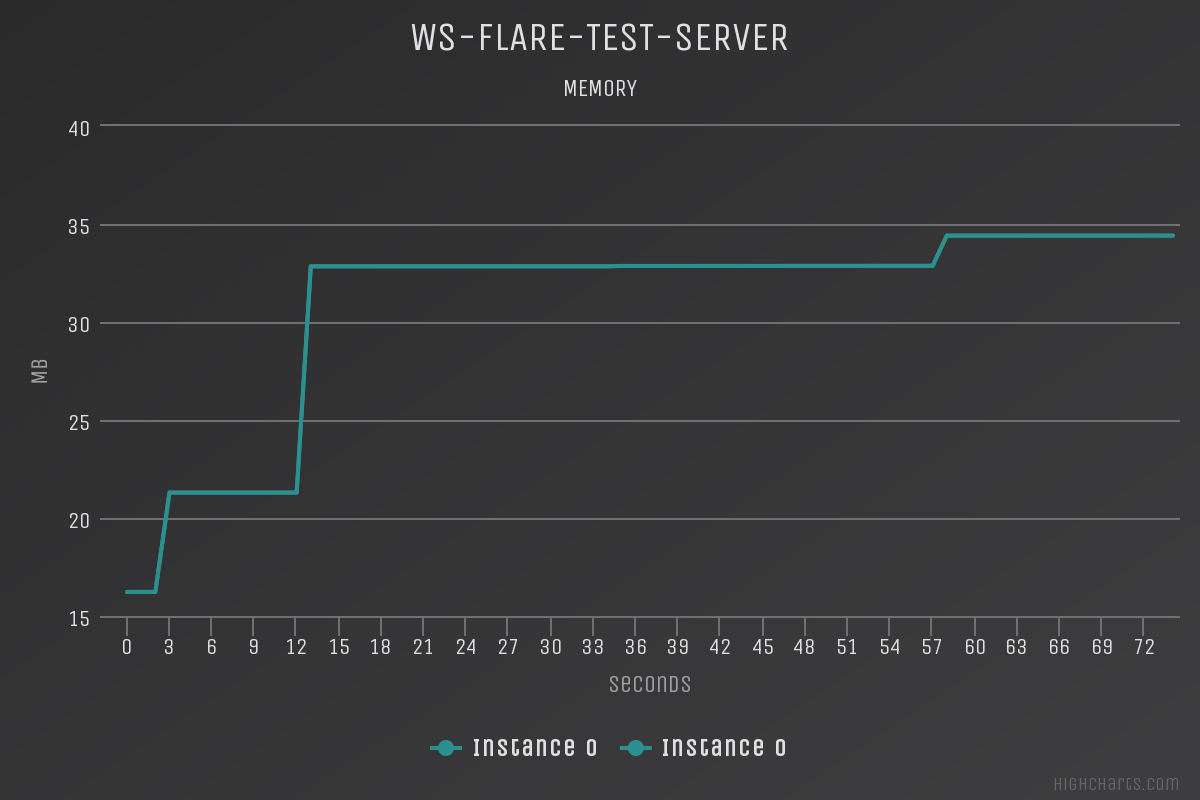 WS-FLARE-TEST-SERVER
MEMORY
40
35
30
25
20
15
MB
0 3 6 9 12 15 18 21 24 27 30 33 36 39 42 45 48 51 54 57 60 63 66 69 72
Seconds
Instance 0 Instance 0
Highcharts.com